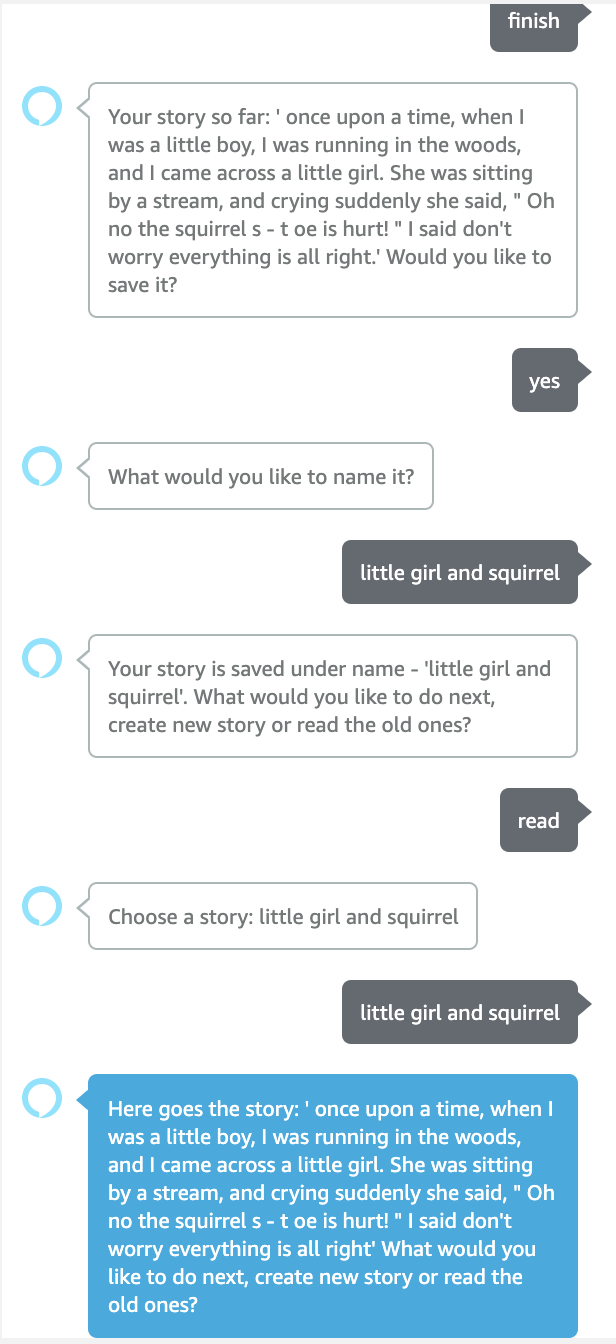 finish
Your story so far: ' once upon a time, when I
was a little boy, I was running in the woods,
and I came across a little girl. She was sitting
by a stream, and crying suddenly she said, " Oh
no the squirrel s - t oe is hurt! " I said don't
worry everything is all right.' Would you like to
save it?
yes
What would you like to name it?
little girl and squirrel
Your story is saved under name - 'little girl and
squirrel'. What would you like to do next,
create new story or read the old ones?
read
Choose a story: little girl and squirrel
little girl and squirrel
Here goes the story: ' once upon a time, when I
was a little boy, I was running in the woods,
and I came across a little girl. She was sitting
by a stream, and crying suddenly she said, " Oh
no the squirrel s - t oe is hurt! " I said don't
worry everything is all right' What would you
like to do next, create new story or read the
old ones?